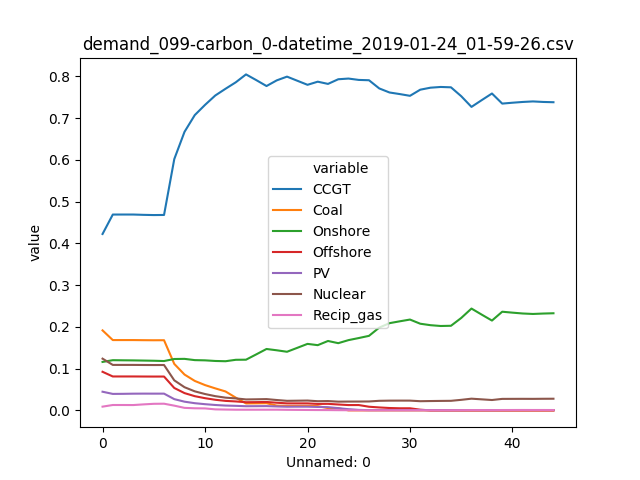 demand_099-carbon_0-datetime_2019-01-24_01-59-26.csv
value
0.8
0.7
0.6
0.5
0.4
0.3
0.2
0.1
0.0
variable
CCGT
Coal
Onshore
Offshore
PV
Nuclear
Recip_gas
0 10 20 30 40
Unnamed: 0